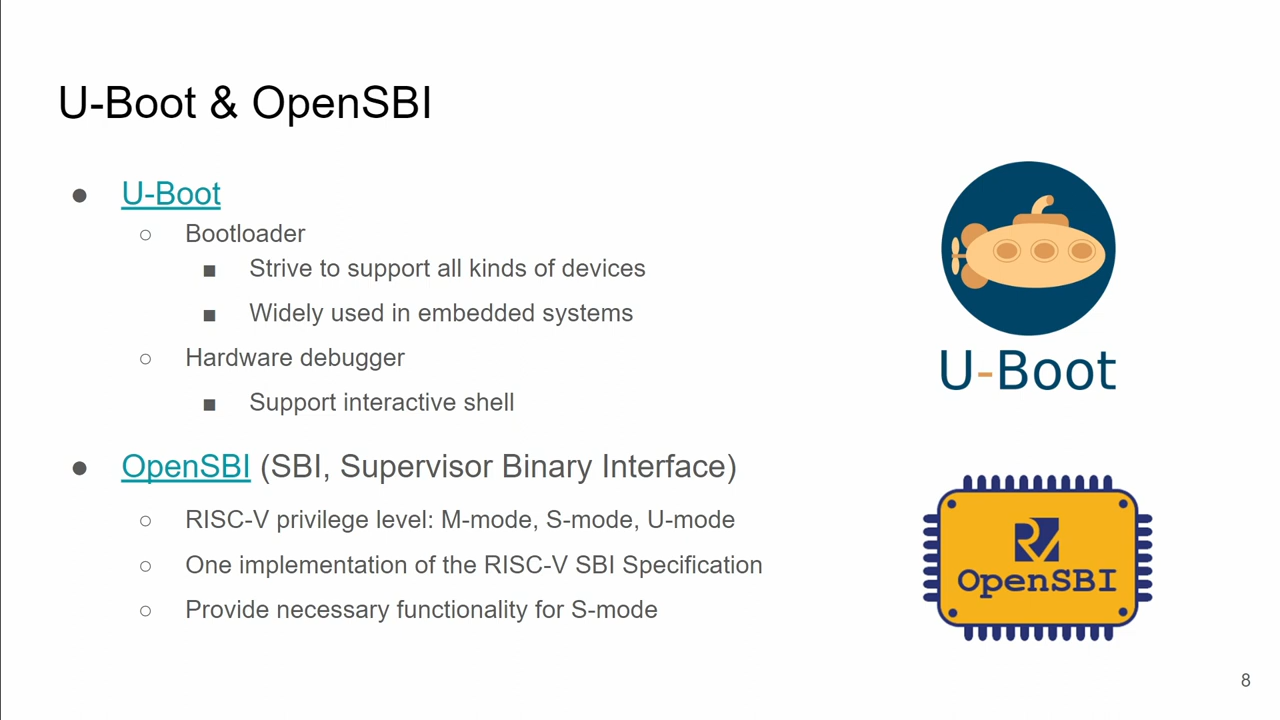 U-Boot & OpenSBI
● U-Boot
○ Bootloader
■ Strive to support all kinds of devices
■ Widely used in embedded systems
○ Hardware debugger
■ Support interactive shell
● OpenSBI (SBI, Supervisor Binary Interface)
○ RISC-V privilege level: M-mode, S-mode, U-mode
○ One implementation of the RISC-V SBI Specification
○ Provide necessary functionality for S-mode
U-Boot
OpenSBI
8